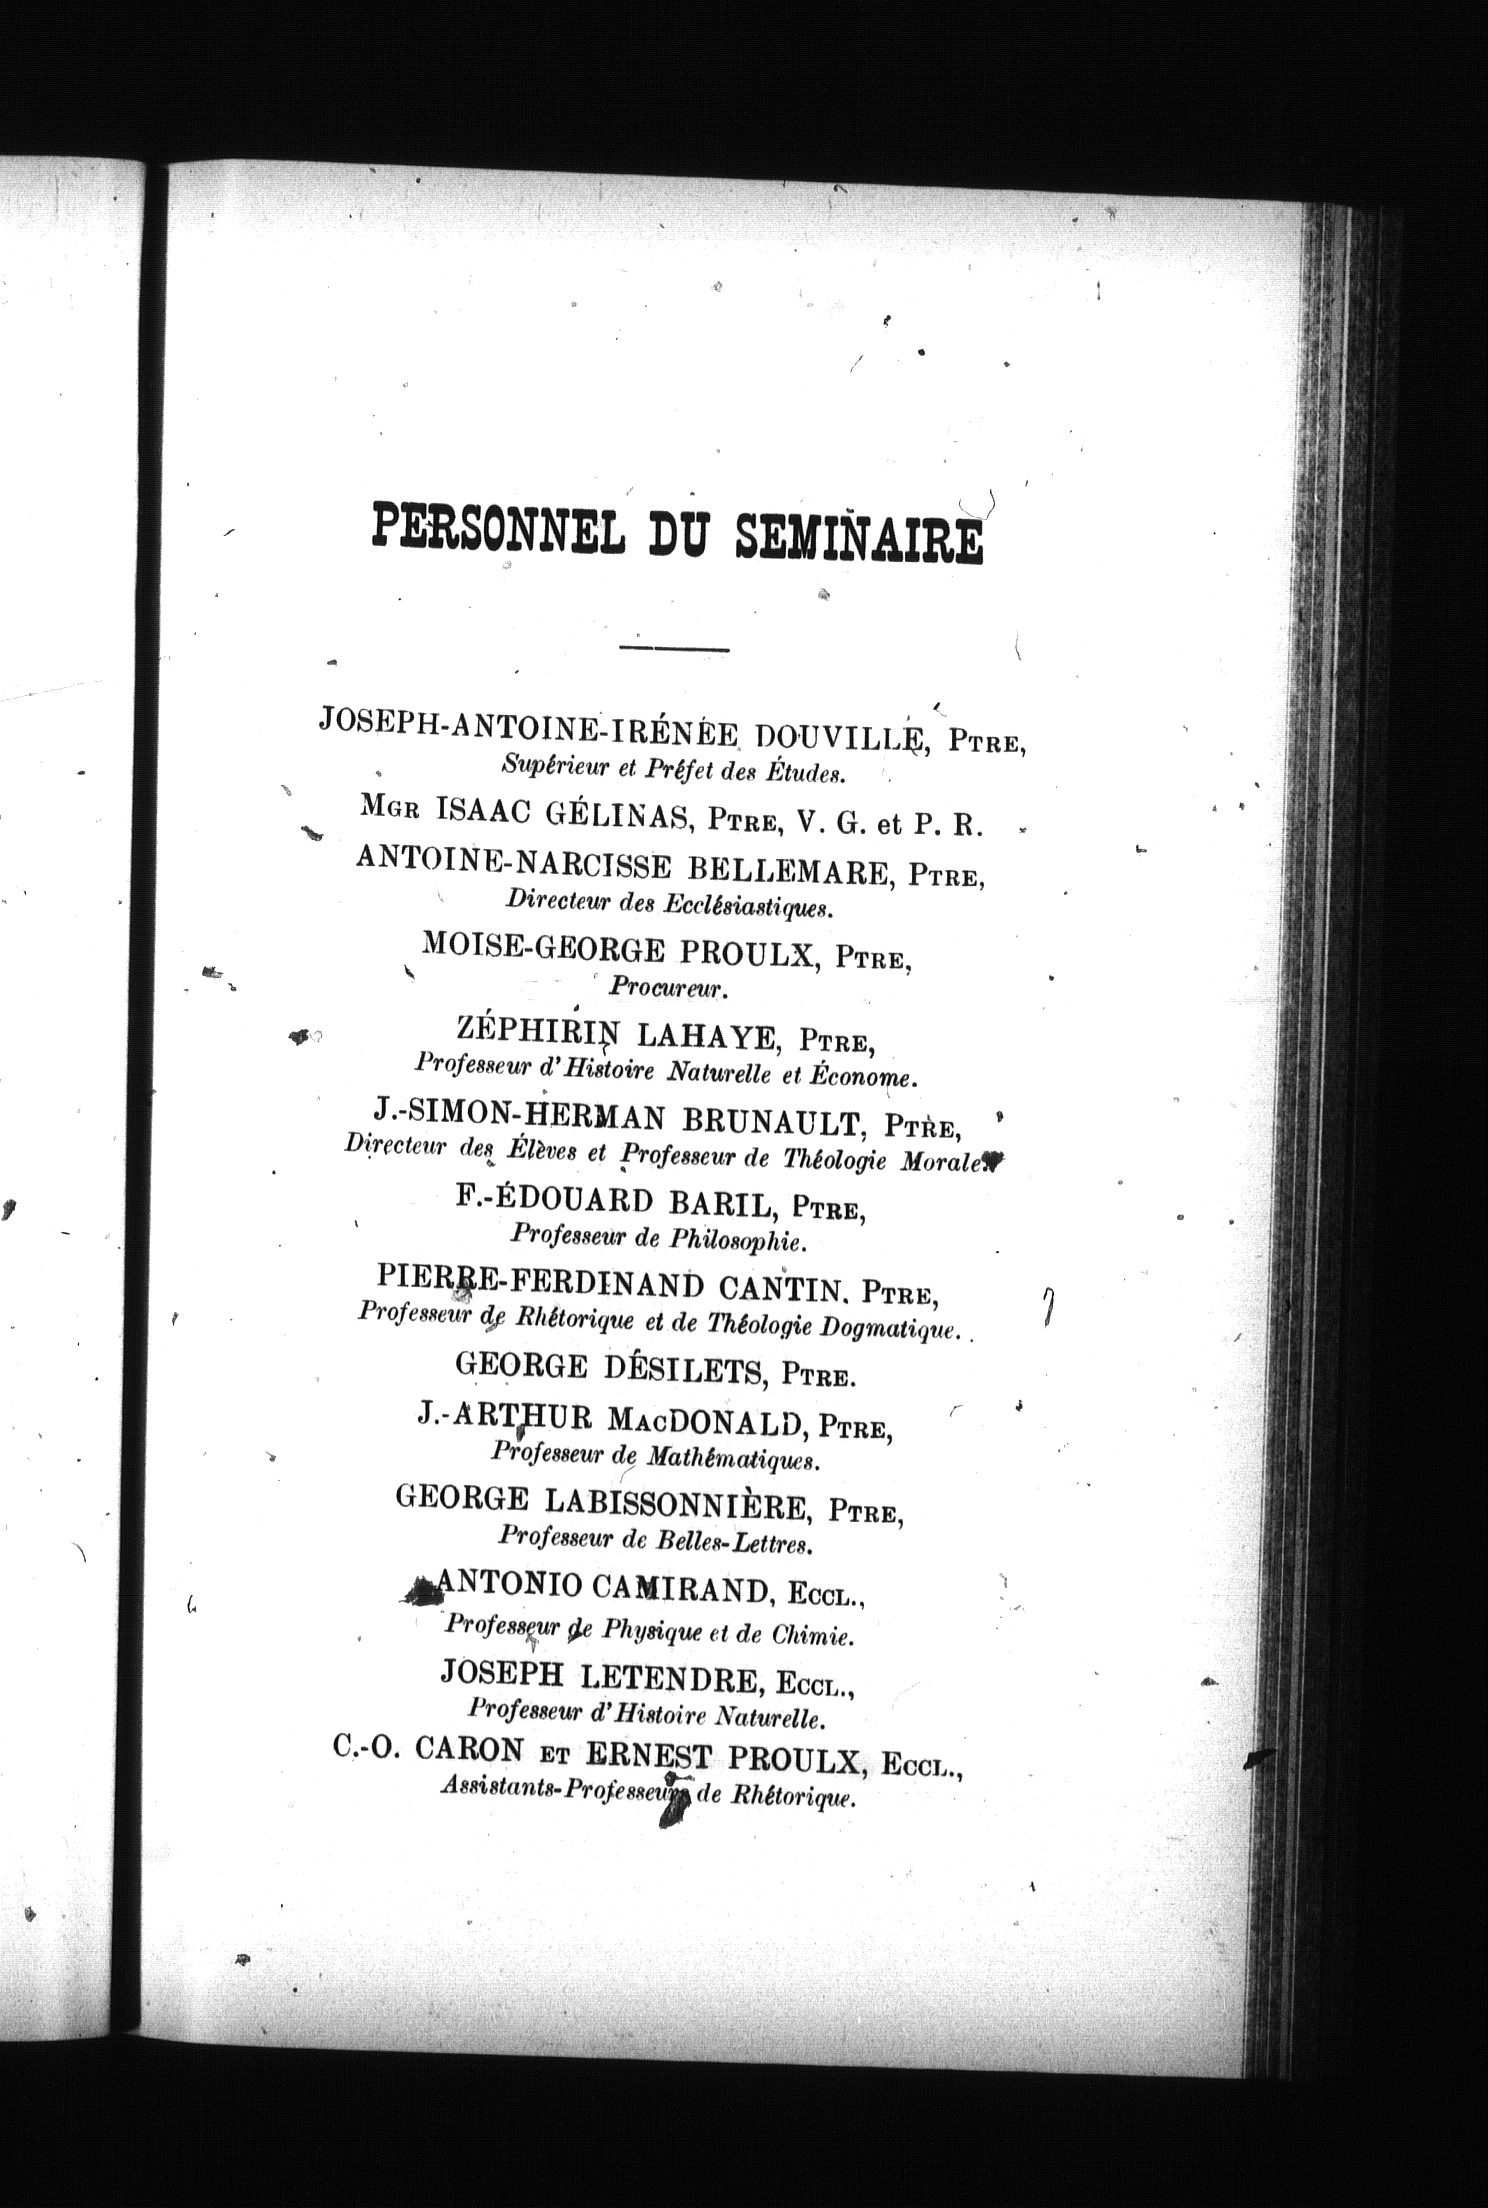 PERSONNEL DU SEMINAIRE
JOSEPH-ANTOINE-IRÉNÉE DOUVILLE, PTRE,
Supérieur et Préfet des Études.
MGR ISAAC GÉLINAS, PTRE, V. G. et P. R.
ANTOINE-NARCISSE BELLEMARE, PTRE,
Directeur des Ecclésiastiques.
MOISE-GEORGE PROULX, PTRE,
Procureur.
ZÉPHIRIN LAHAYE, PTRE,
Professeur d'Histoire Naturelle et Économe.
J.-SIMON-HERMAN BRUNAULT, PTRE,
Directeur des Élèves et Professeur de Théologie Morale.
F.-ÉDOUARD BARIL, PTRE,
Professeur de Philosophie.
PIERRE-FERDINAND CANTIN. PTRE,
Professeur de Rhétorique et de Théologie Dogmatique.
GEORGE DÉSILETS, PTRE.
J.-ARTHUR MACDONALD, PTRE,
Professeur de Mathématiques.
GEORGE LABISSONNIÈRE, PTRE,
Professeur de Belles-Lettres.
ANTONIO CAMIRAND, ECCL.,
Professeur de Physique et de Chimie.
JOSEPH LETENDRE, ECCL.,
Professeur d'Histoire Naturelle.
C.-O. CARON ET ERNEST PROULX, ECCL.,
Assistants-Professeurs de Rhétorique.